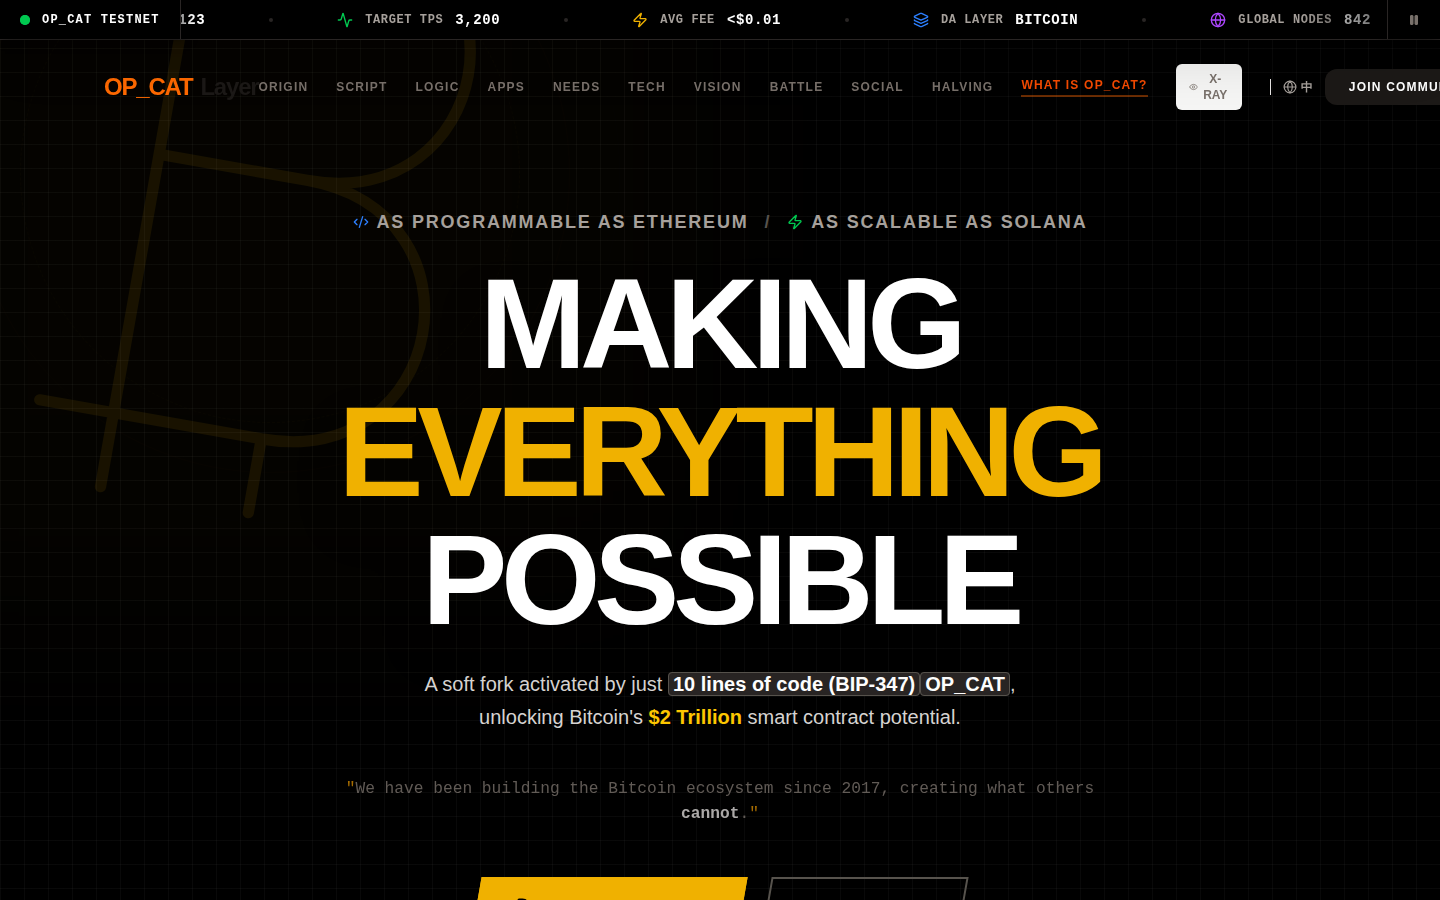 OP_CAT TESTNET 123 TARGET TPS 3,200 AVG FEE <$0.01 DA LAYER BITCOIN GLOBAL NODES 842
OP_CAT Layer ORIGIN SCRIPT LOGIC APPS NEEDS TECH VISION BATTLE SOCIAL HALVING WHAT IS OP_CAT? X-RAY 中 JOIN COMMU
AS PROGRAMMABLE AS ETHEREUM / AS SCALABLE AS SOLANA
MAKING
EVERYTHING
POSSIBLE
A soft fork activated by just 10 lines of code (BIP-347) OP_CAT,
unlocking Bitcoin's $2 Trillion smart contract potential.
"We have been building the Bitcoin ecosystem since 2017, creating what others
cannot."